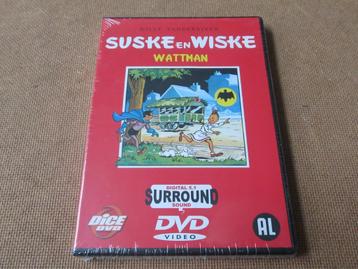 WILLY VANDERSTEEN
SUSKE EN WISKE
WATTMAN
DIGITAL 5.1
SURROUND
SOUND
DVD
VIDEO
DICE
DVD
AL